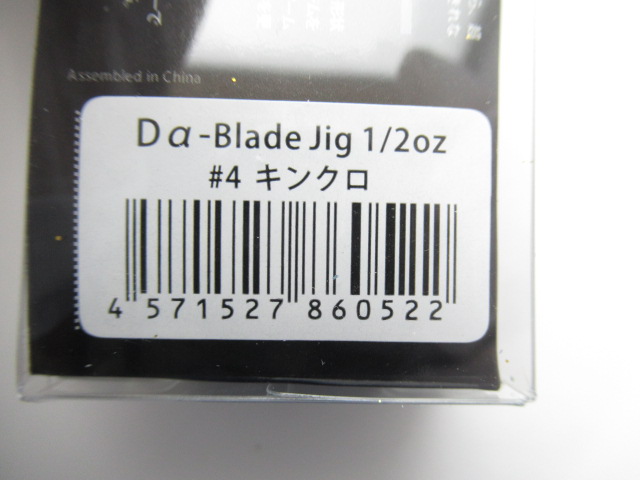 Assembled in China
Dα-Blade Jig 1/2oz
#4 キンクロ
4 571527 860522